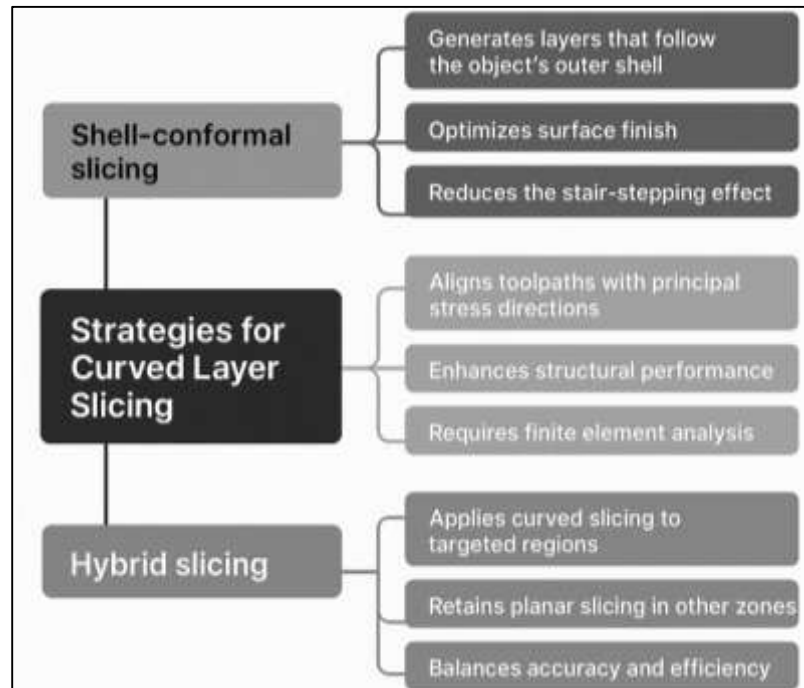 Generates layers that follow
the object's outer shell
Shell-conformal
slicing
Optimizes surface finish
Reduces the stair-stepping effect
Aligns toolpaths with principal
stress directions
Strategies for
Curved Layer
Slicing
Enhances structural performance
Requires finite element analysis
Applies curved slicing to
targeted regions
Hybrid slicing
Retains planar slicing in other zones
Balances accuracy and efficiency